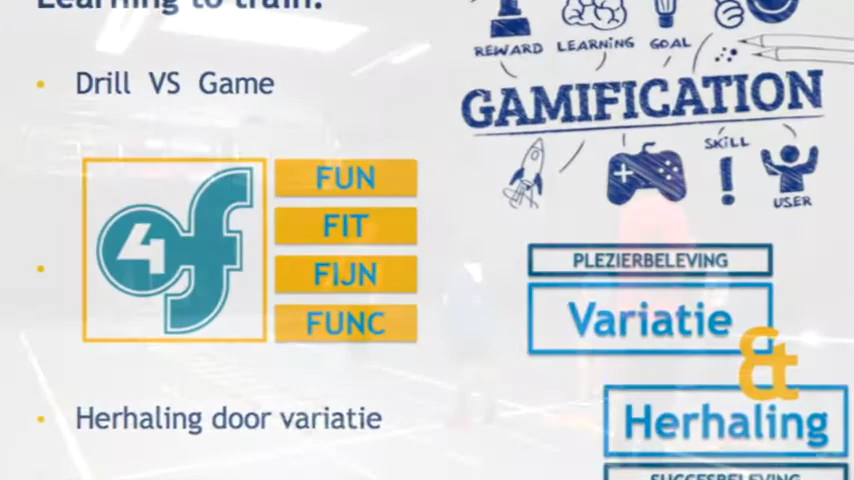 Learning to train:
Drill VS Game
4F
FUN
FIT
FIJN
FUNC
Herhaling door variatie
REWARD LEARNING GOAL
GAMIFICATION
SKILL
USER
PLEZIERBELEVING
Variatie
&
Herhaling
SUCCESBELEVING